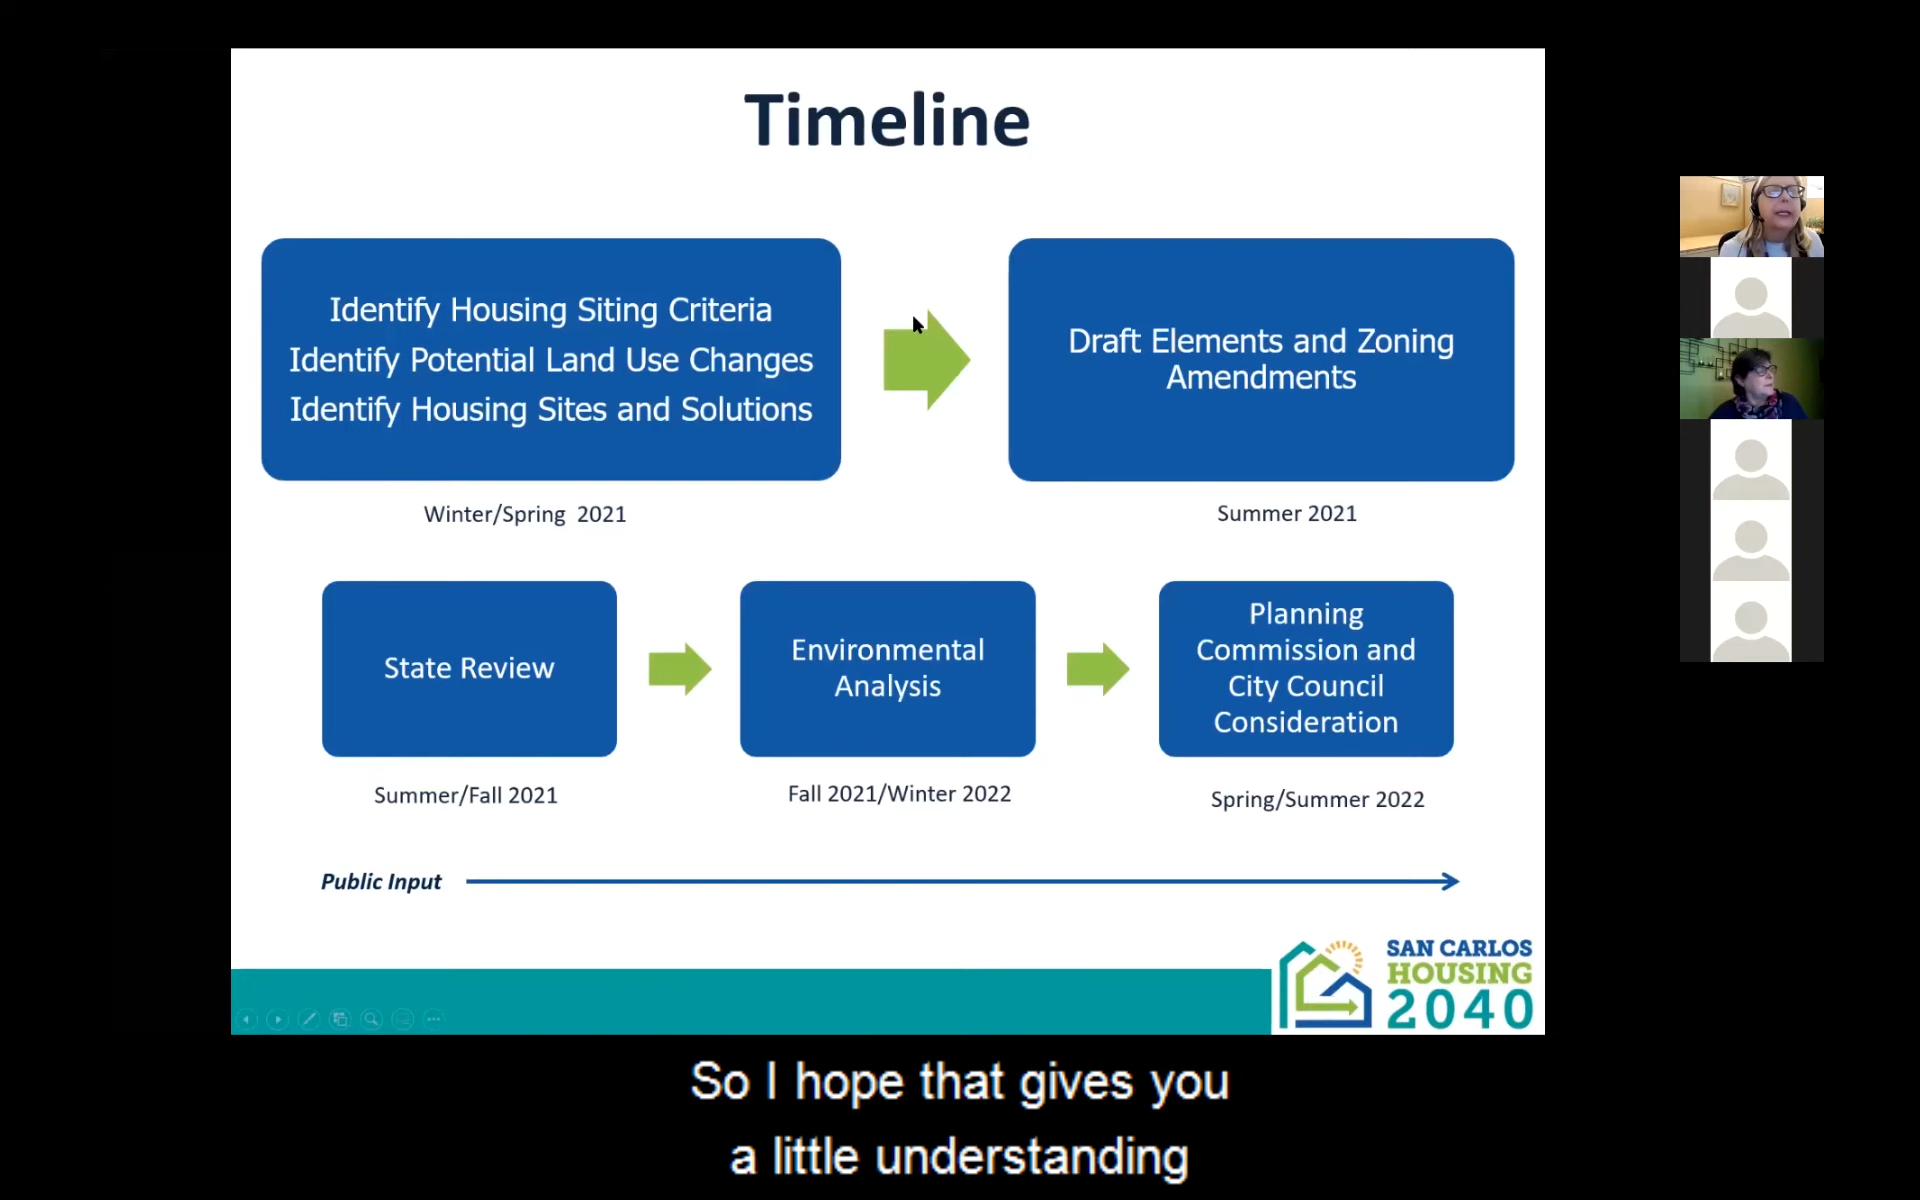 Timeline
Identify Housing Siting Criteria
Identify Potential Land Use Changes
Identify Housing Sites and Solutions
Draft Elements and Zoning
Amendments
Winter/Spring 2021
Summer 2021
State Review
Environmental
Analysis
Planning
Commission and
City Council
Consideration
Summer/Fall 2021
Fall 2021/Winter 2022
Spring/Summer 2022
Public Input
SAN CARLOS
HOUSING
2040
So I hope that gives you
a little understanding